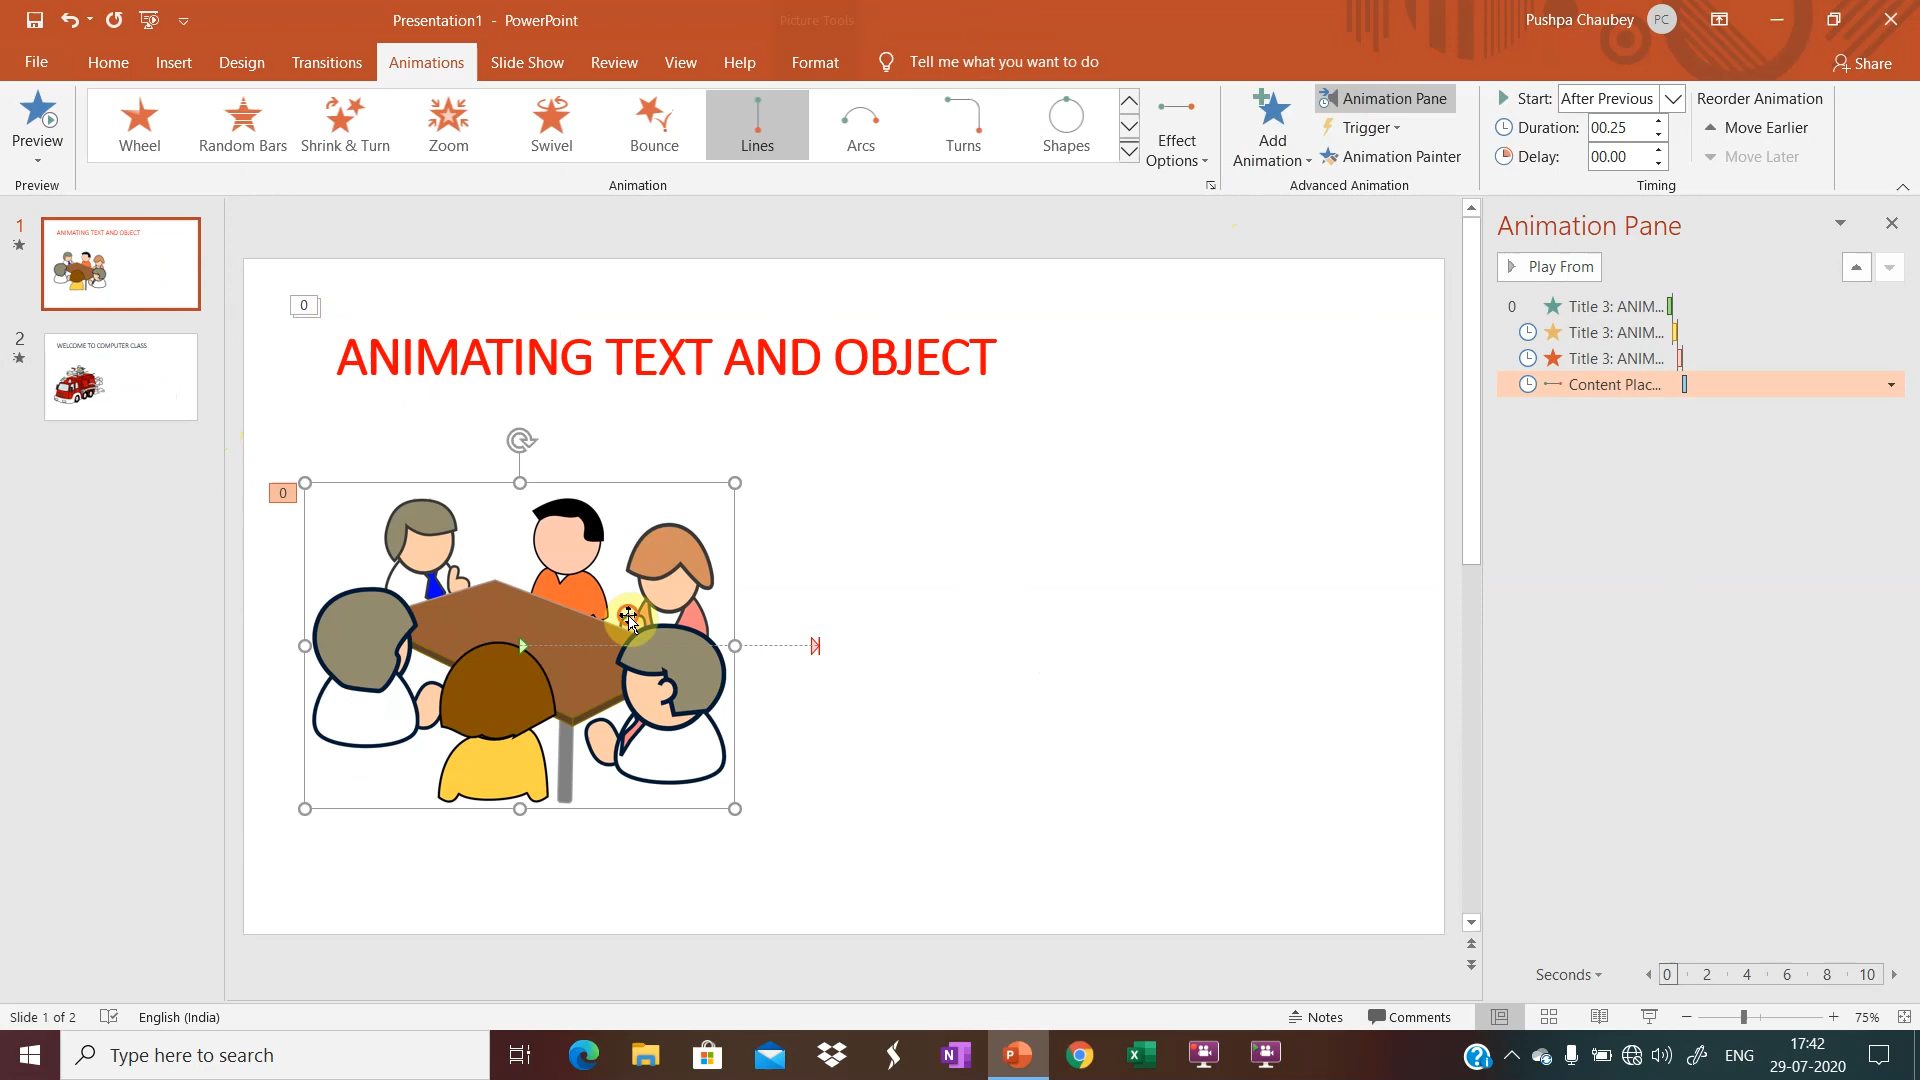 Presentation1 - PowerPoint
Picture Tools
Pushpa Chaubey
PC
File
Home
Insert
Design
Transitions
Animations
Slide Show
Review
View
Help
Format
Tell me what you want to do
Share
Preview
Wheel
Random Bars
Shrink & Turn
Zoom
Swivel
Bounce
Lines
Arcs
Turns
Shapes
Effect
Options
Add
Animation
Animation Pane
Trigger
Animation Painter
Start: After Previous
Duration: 00.25
Delay: 00.00
Reorder Animation
Move Earlier
Move Later
Preview
Animation
Advanced Animation
Timing
1
ANIMATING TEXT AND OBJECT
2
WELCOME TO COMPUTER CLASS
0
ANIMATING TEXT AND OBJECT
0
Animation Pane
Play From
0 Title 3: ANIM...
Title 3: ANIM...
Title 3: ANIM...
Content Plac...
Seconds
0 2 4 6 8 10
Slide 1 of 2
English (India)
Notes
Comments
75%
Type here to search
ENG
17:42
29-07-2020